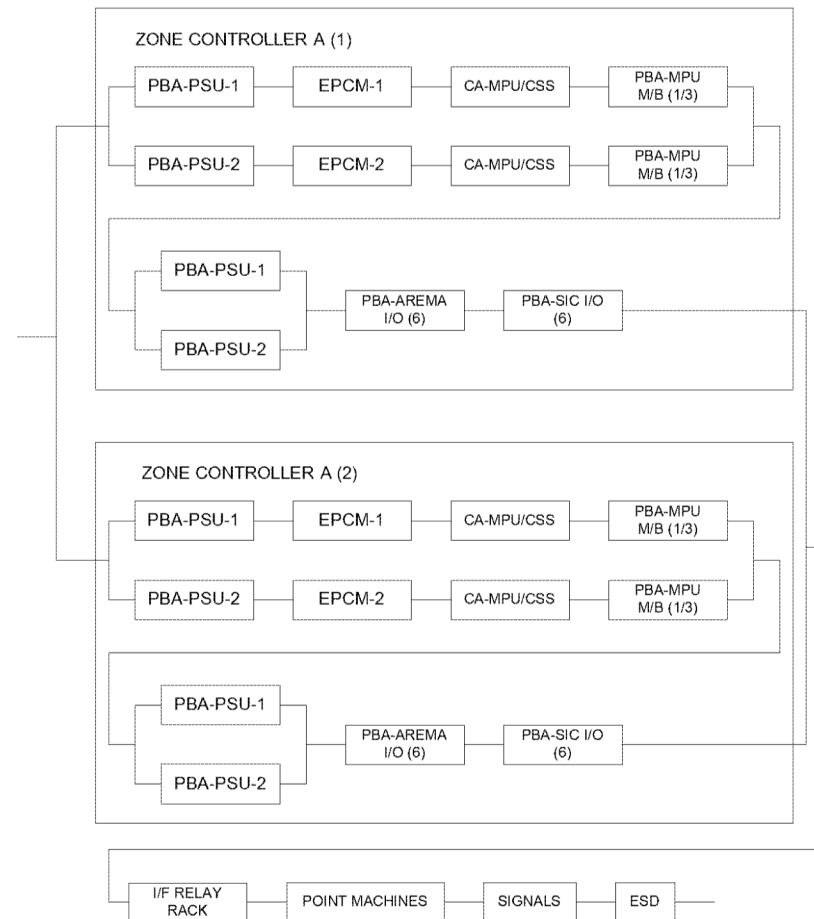 ZONE CONTROLLER A (1)
PBA-PSU-1
EPCM-1
CA-MPU/CSS
PBA-MPU
M/B (1/3)
PBA-PSU-2
EPCM-2
CA-MPU/CSS
PBA-MPU
M/B (1/3)
PBA-PSU-1
PBA-PSU-2
PBA-AREMA
I/O (6)
PBA-SIC I/O
(6)
ZONE CONTROLLER A (2)
PBA-PSU-1
EPCM-1
CA-MPU/CSS
PBA-MPU
M/B (1/3)
PBA-PSU-2
EPCM-2
CA-MPU/CSS
PBA-MPU
M/B (1/3)
PBA-PSU-1
PBA-PSU-2
PBA-AREMA
I/O (6)
PBA-SIC I/O
(6)
I/F RELAY
RACK
POINT MACHINES
SIGNALS
ESD